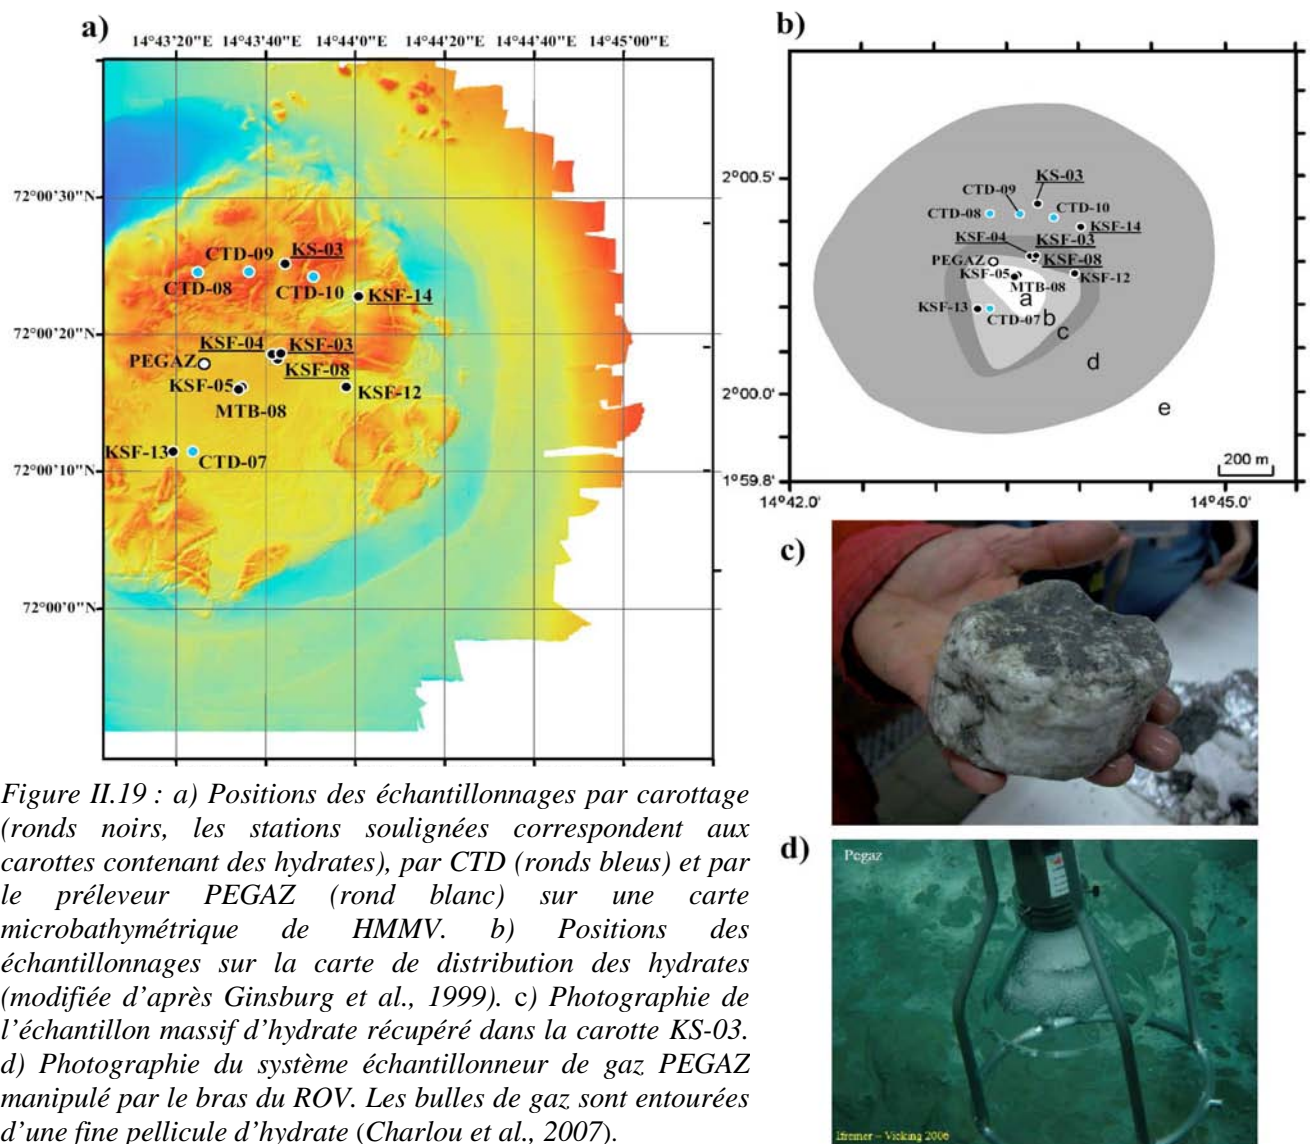 a)
14°43'20"E 14°43'40"E 14°44'0"E 14°44'20"E 14°44'40"E 14°45'00"E
72°00'30"N
CTD-09 KS-03
CTD-08 CTD-10
KSF-14
72°00'20"N
KSF-04 KSF-03
PEGAZ
KSF-08
KSF-05 KSF-12
MTB-08
KSF-13
CTD-07
72°00'10"N
72°00'0"N
b)
2°00.5'
KS-03
CTD-09
CTD-08 CTD-10
KSF-14
KSF-04 KSF-03
PEGAZ KSF-08
KSF-05 KSF-12
MTB-08
a
KSF-13 CTD-07 b
c
d
2°00.0'
e
200 m
1°59.8'
14°42.0' 14°45.0'
c)
d)
Pegaz
Ifremer – Vicking 2006
Figure II.19 : a) Positions des échantillonnages par carottage
(ronds noirs, les stations soulignées correspondent aux
carottes contenant des hydrates), par CTD (ronds bleus) et par
le préleveur PEGAZ (rond blanc) sur une carte
microbathymétrique de HMMV. b) Positions des
échantillonnages sur la carte de distribution des hydrates
(modifiée d'après Ginsburg et al., 1999). c) Photographie de
l'échantillon massif d'hydrate récupéré dans la carotte KS-03.
d) Photographie du système échantillonneur de gaz PEGAZ
manipulé par le bras du ROV. Les bulles de gaz sont entourées
d'une fine pellicule d'hydrate (Charlou et al., 2007).